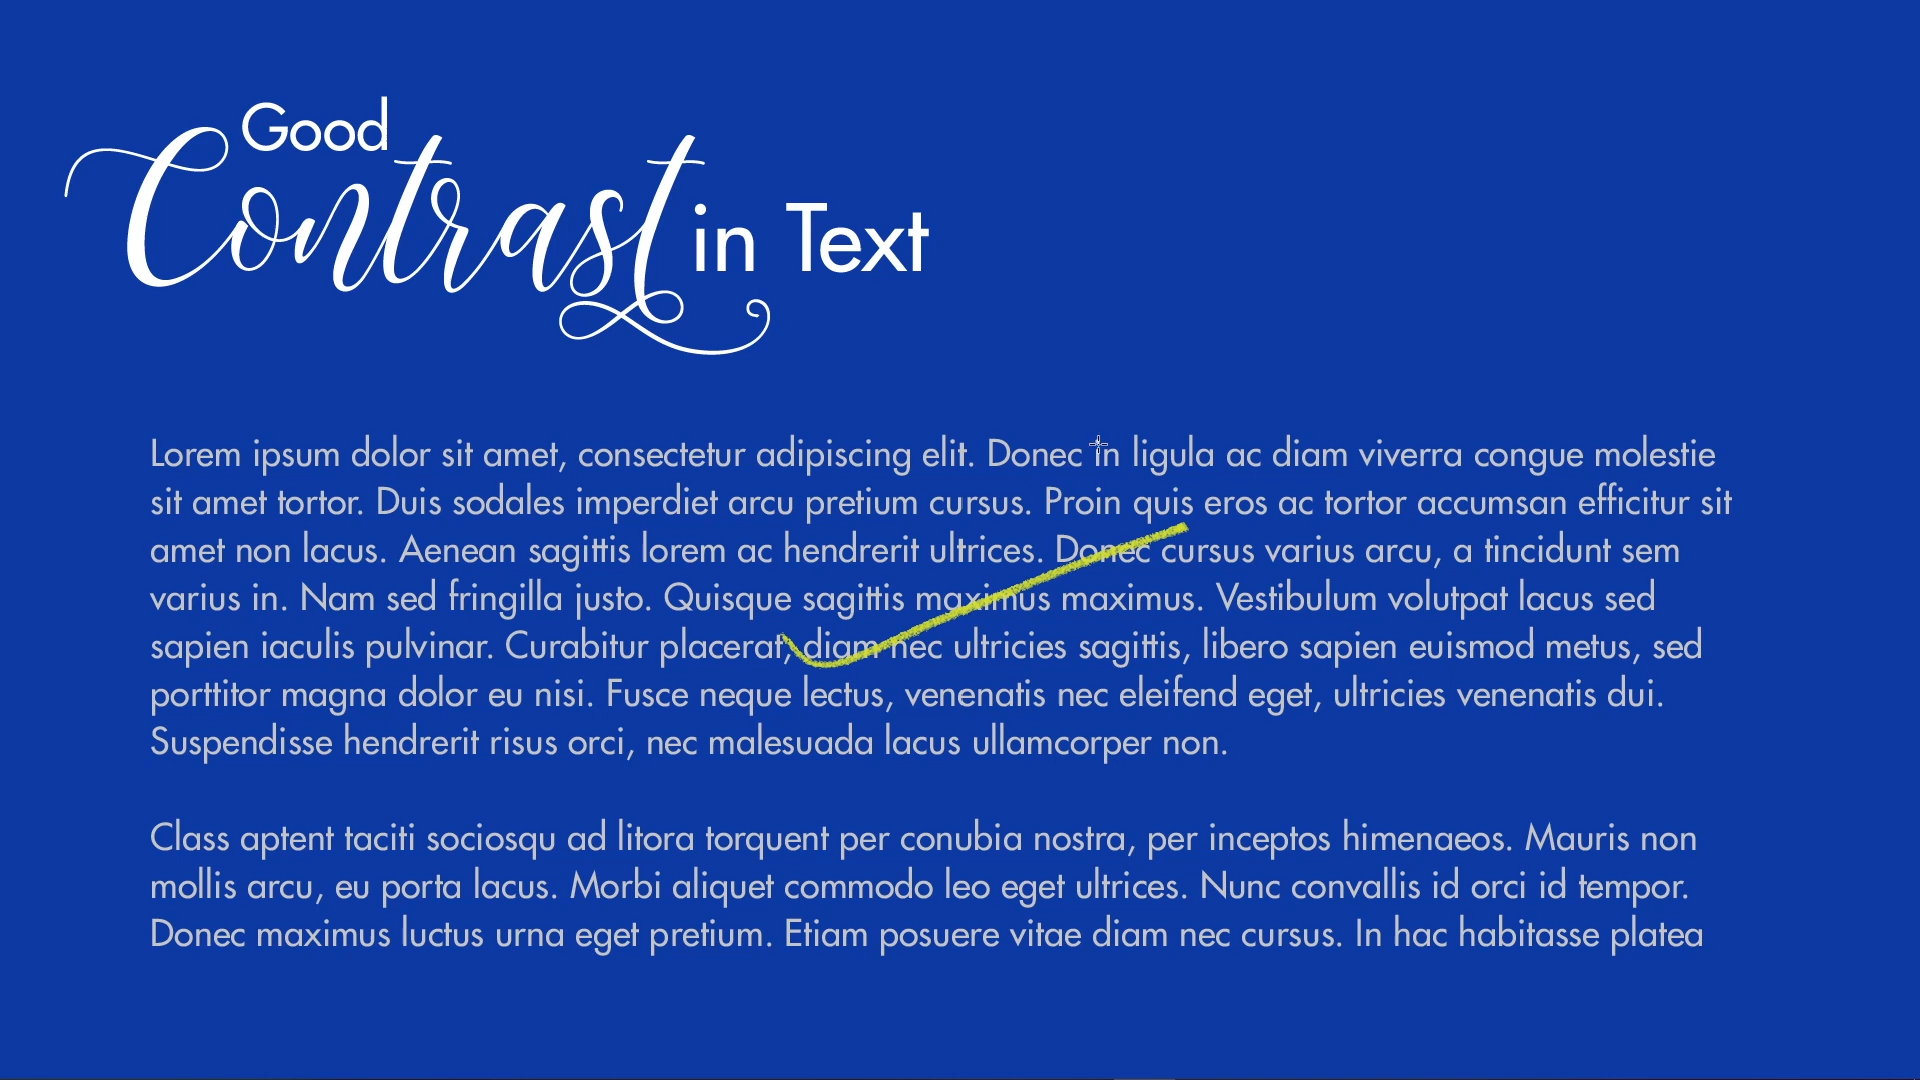 Good
Contrast in Text
Lorem ipsum dolor sit amet, consectetur adipiscing elit. Donec in ligula ac diam viverra congue molestie
sit amet tortor. Duis sodales imperdiet arcu pretium cursus. Proin quis eros ac tortor accumsan efficitur sit
amet non lacus. Aenean sagittis lorem ac hendrerit ultrices. Donec cursus varius arcu, a tincidunt sem
varius in. Nam sed fringilla justo. Quisque sagittis maximus maximus. Vestibulum volutpat lacus sed
sapien iaculis pulvinar. Curabitur placerat, diam nec ultricies sagittis, libero sapien euismod metus, sed
porttitor magna dolor eu nisi. Fusce neque lectus, venenatis nec eleifend eget, ultricies venenatis dui.
Suspendisse hendrerit risus orci, nec malesuada lacus ullamcorper non.
Class aptent taciti sociosqu ad litora torquent per conubia nostra, per inceptos himenaeos. Mauris non
mollis arcu, eu porta lacus. Morbi aliquet commodo leo eget ultrices. Nunc convallis id orci id tempor.
Donec maximus luctus urna eget pretium. Etiam posuere vitae diam nec cursus. In hac habitasse platea